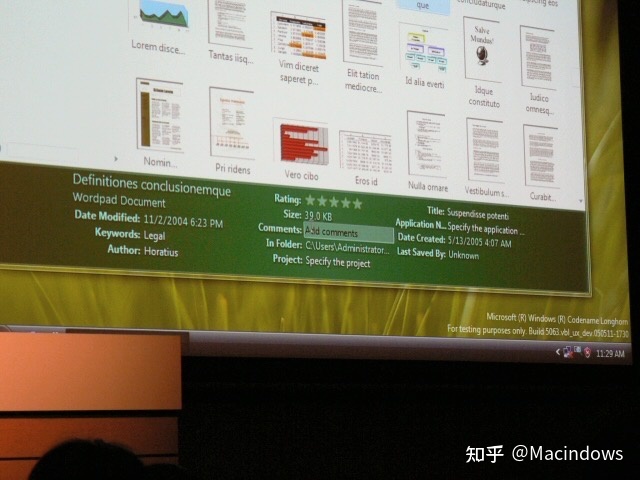 que
Lorem disce...
Tantas iisq...
Vim diceret
saperet p...
Elit tation
mediocre...
Id alia everti
Salve
Mundus!
Idque
constituto
Iudico
omnesq...
Nomin...
Pri ridens
Vero cibo
Eros id
Nulla ornare
Vestibulum s...
Curabit...
Definitiones conclusionemque
Wordpad Document
Date Modified: 11/2/2004 6:23 PM
Keywords: Legal
Author: Horatius
Rating:
Size: 39.0 KB
Comments: Add comments
In Folder: C:\Users\Administrator...
Project: Specify the project
Title: Suspendisse potenti
Application N... Specify the application ...
Date Created: 5/13/2005 4:07 AM
Last Saved By: Unknown
Microsoft (R) Windows (R) Codename Longhorn
For testing purposes only. Build 5063.vbl_ux_dev.050511-1730
11:29 AM
知乎 @Macindows